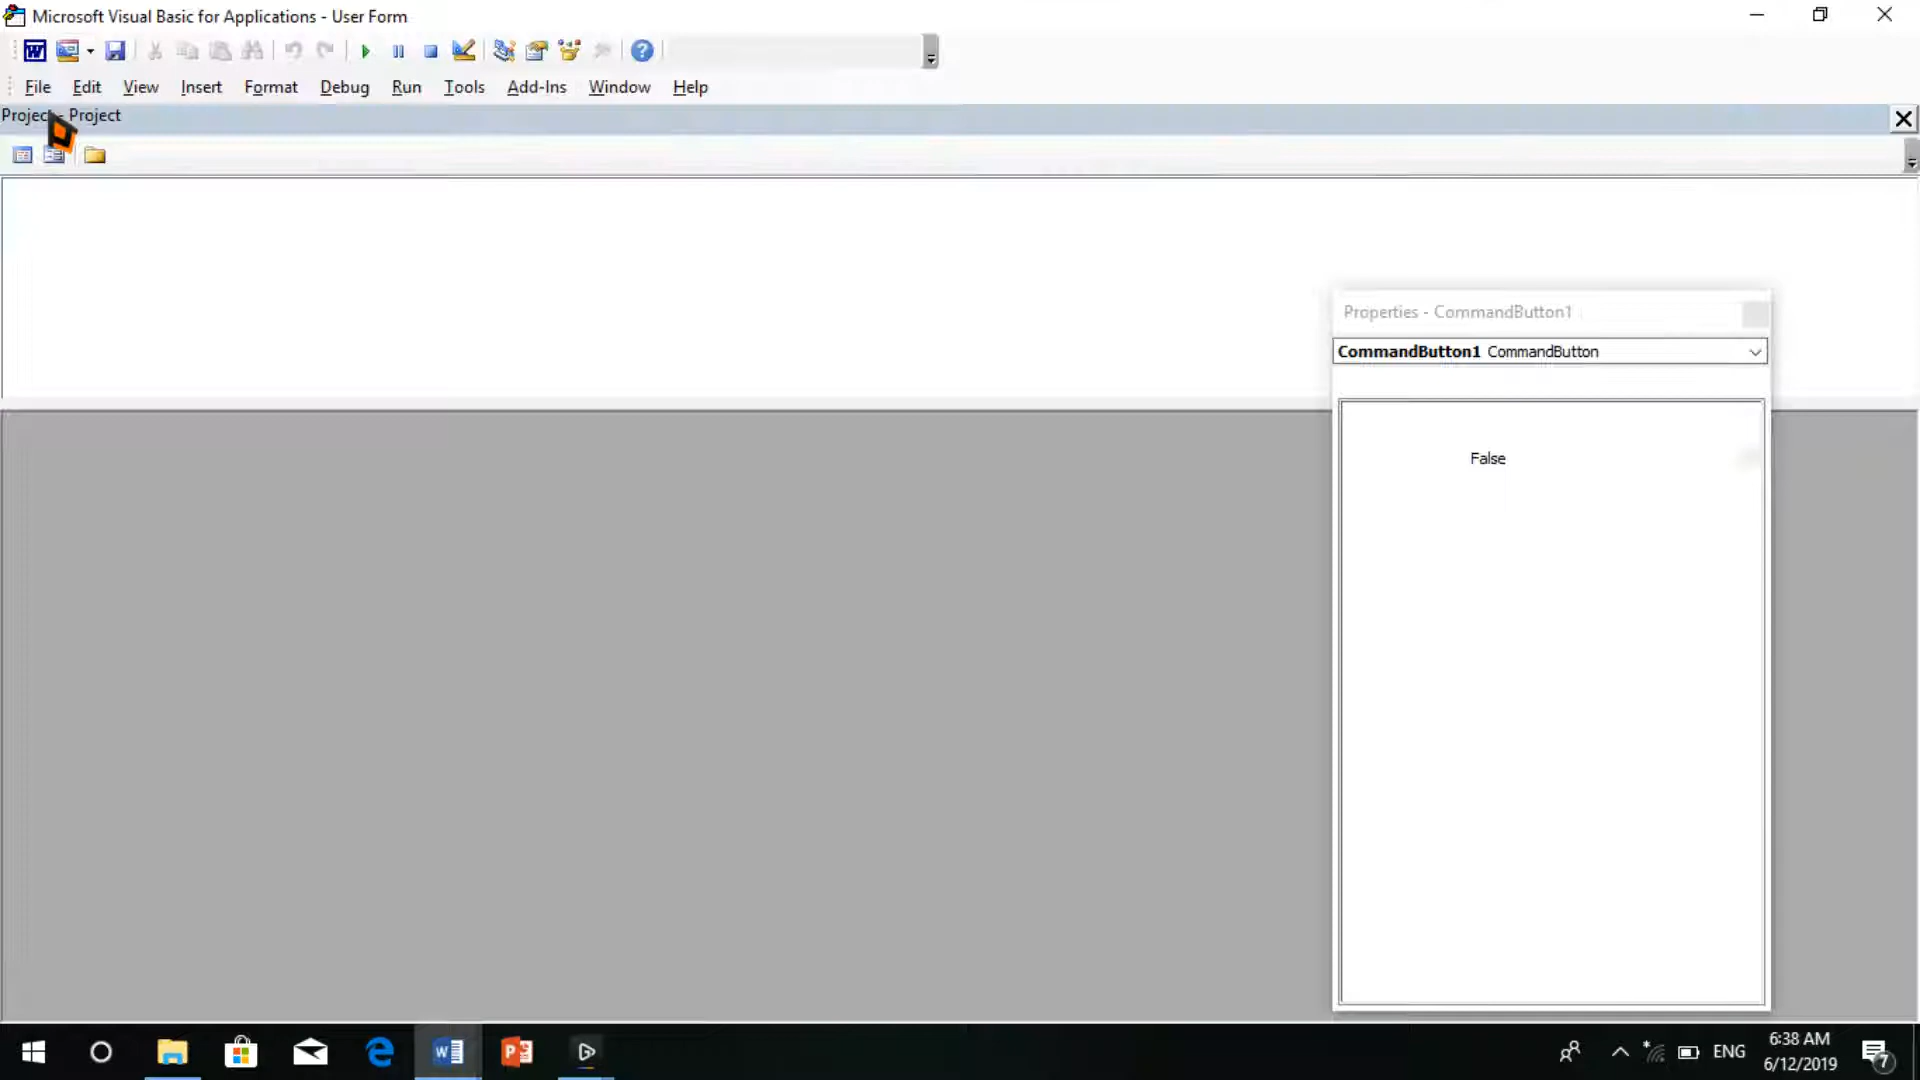 Microsoft Visual Basic for Applications - User Form
File Edit View Insert Format Debug Run Tools Add-Ins Window Help
Project - Project
Properties - CommandButton1
CommandButton1 CommandButton
False
ENG
6:38 AM
6/12/2019
7